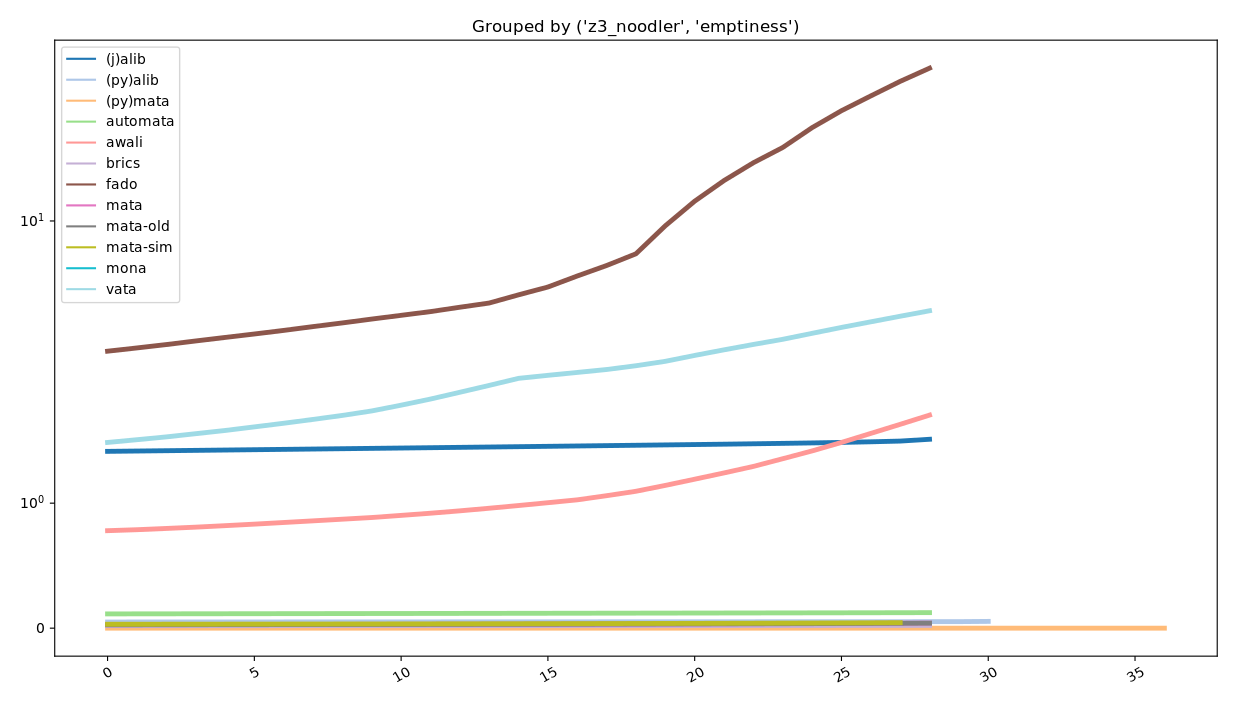 Grouped by ('z3_noodler', 'emptiness')
(j)alib
(py)alib
(py)mata
automata
awali
brics
fado
mata
mata-old
mata-sim
mona
vata
10¹
10⁰
0
0 5 10 15 20 25 30 35